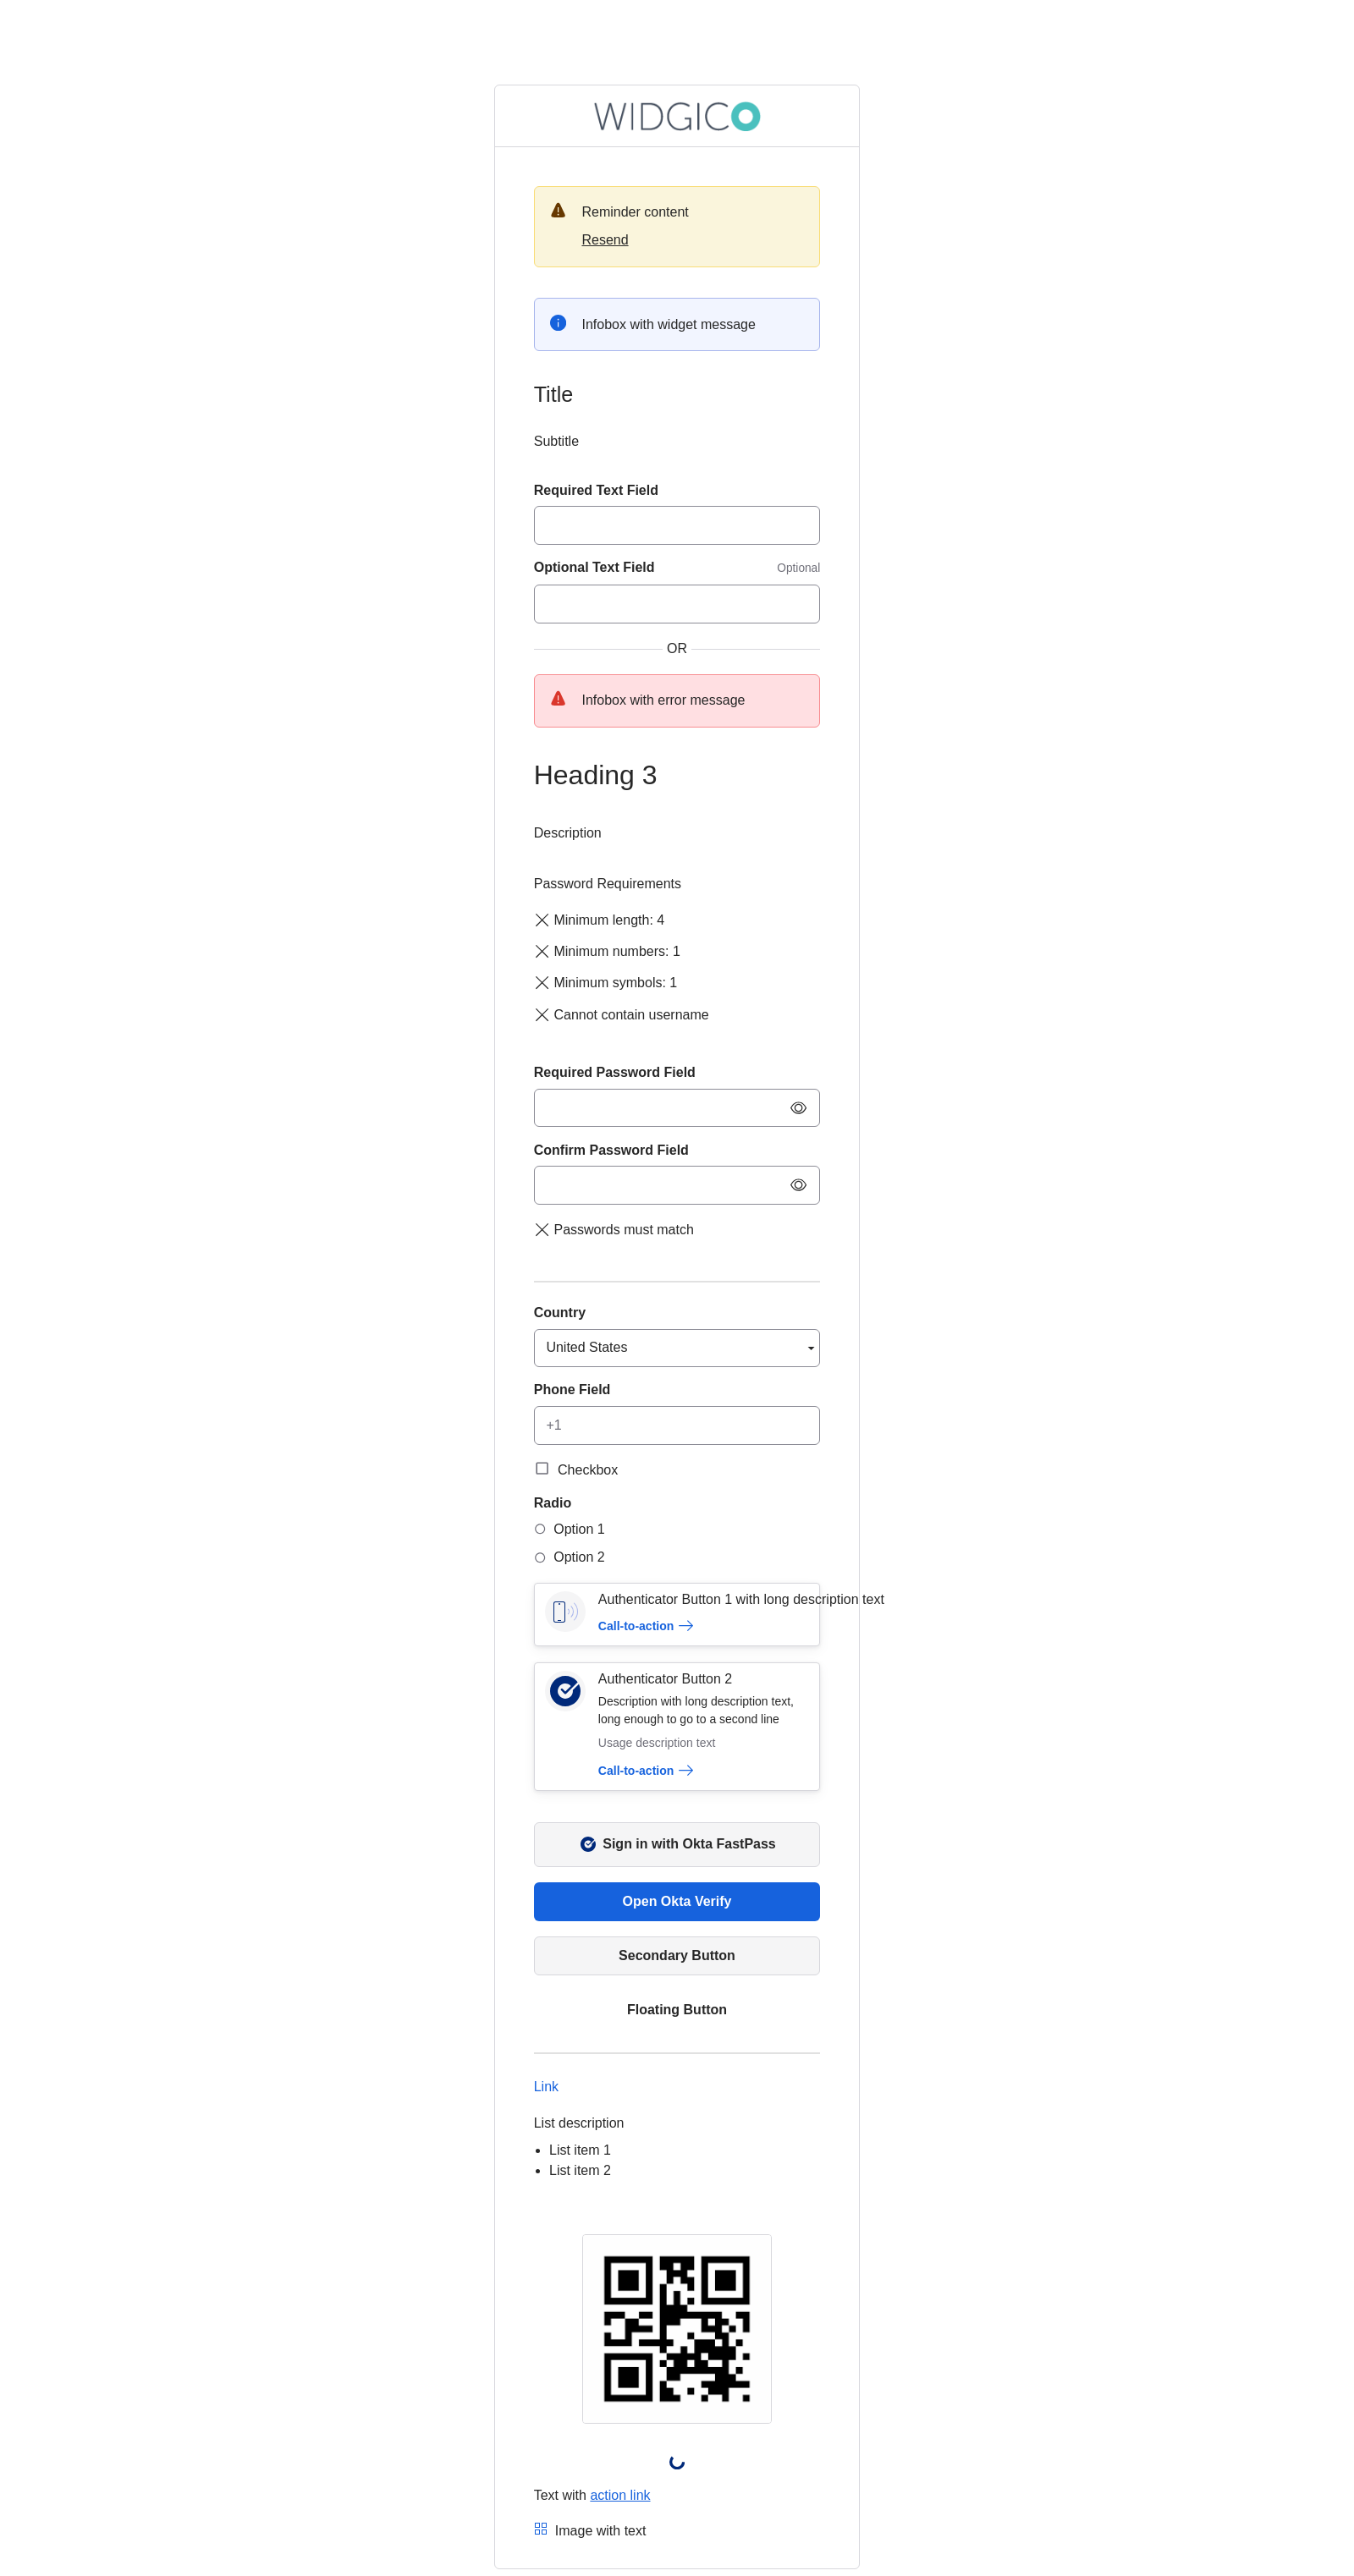 WIDGICO
Reminder content
Resend
Infobox with widget message
Title
Subtitle
Required Text Field
Optional Text Field Optional
OR
Infobox with error message
Heading 3
Description
Password Requirements
Minimum length: 4
Minimum numbers: 1
Minimum symbols: 1
Cannot contain username
Required Password Field
Confirm Password Field
Passwords must match
Country
United States
Phone Field
+1
Checkbox
Radio
Option 1
Option 2
Authenticator Button 1 with long description text
Call-to-action
Authenticator Button 2
Description with long description text,
long enough to go to a second line
Usage description text
Call-to-action
Sign in with Okta FastPass
Open Okta Verify
Secondary Button
Floating Button
Link
List description
List item 1
List item 2
Text with action link
Image with text